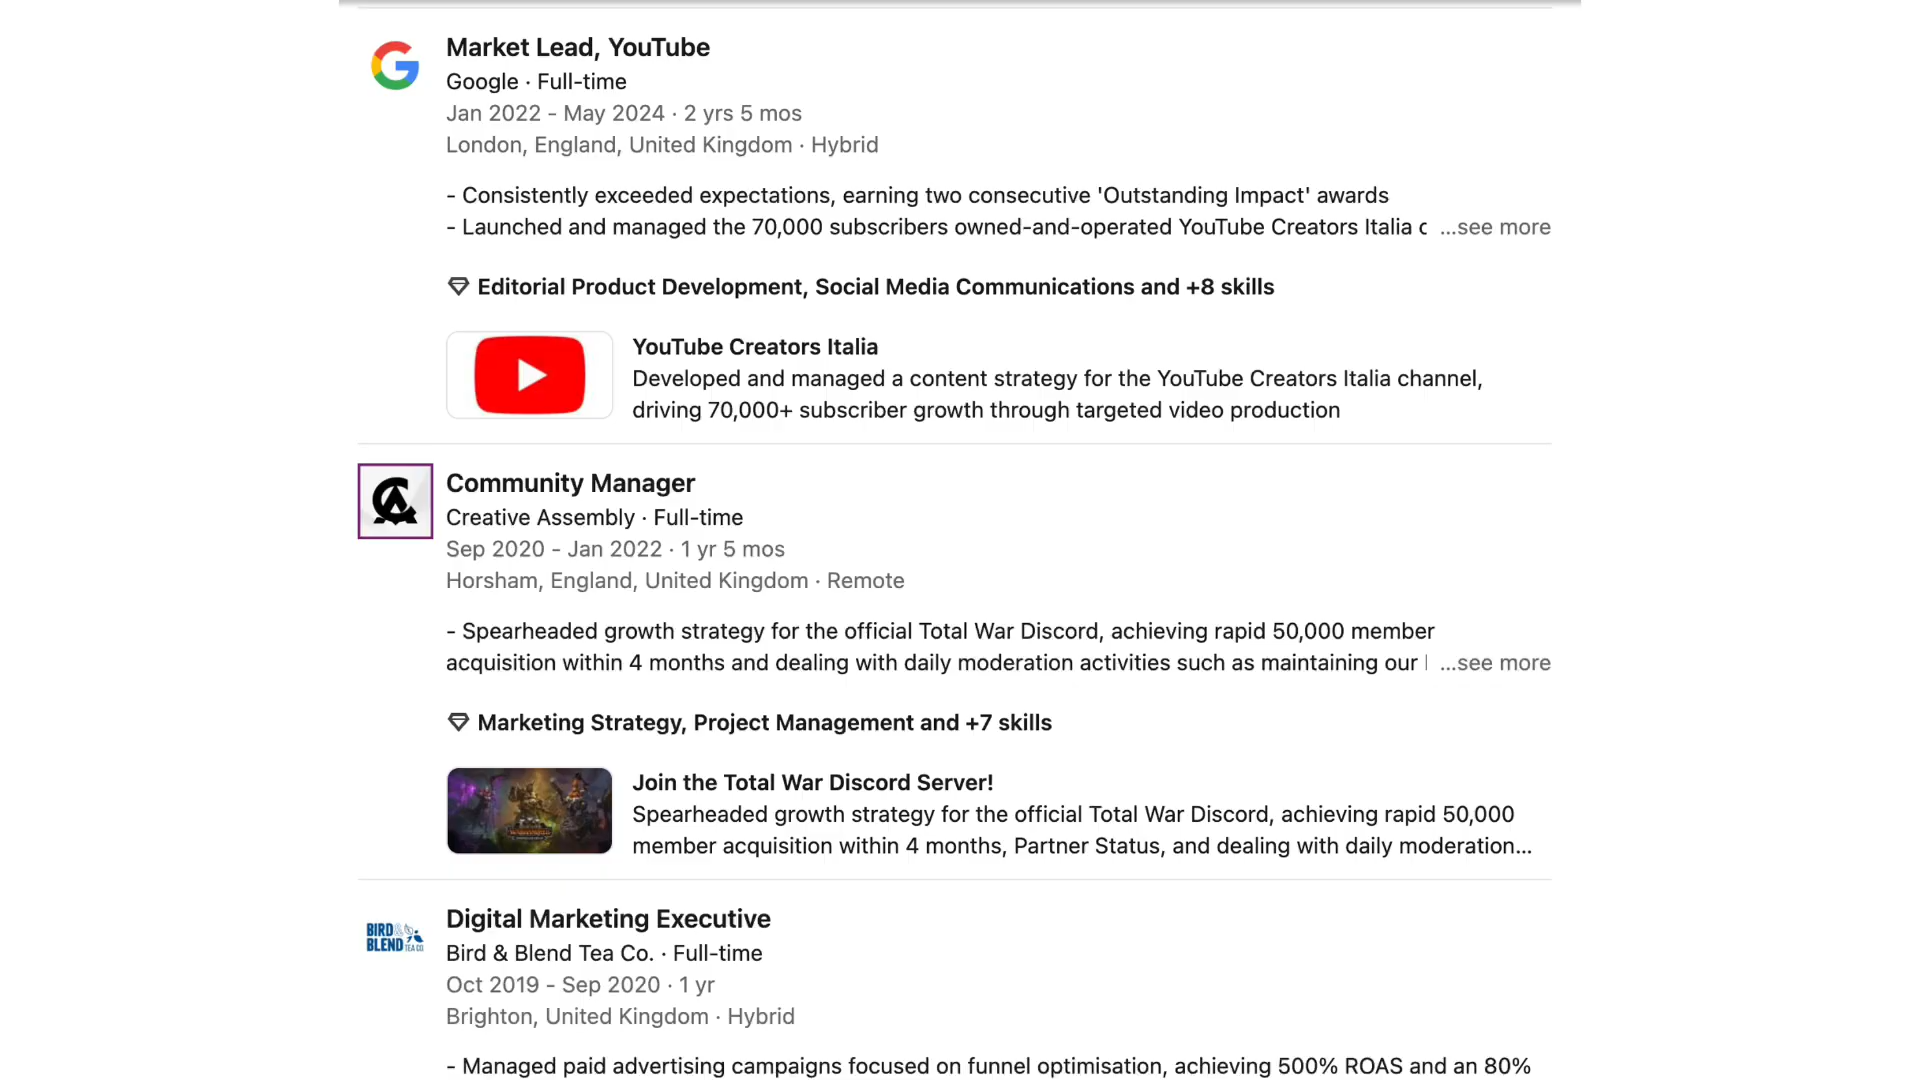 Market Lead, YouTube
Google · Full-time
Jan 2022 - May 2024 · 2 yrs 5 mos
London, England, United Kingdom · Hybrid
- Consistently exceeded expectations, earning two consecutive 'Outstanding Impact' awards
- Launched and managed the 70,000 subscribers owned-and-operated YouTube Creators Italia c ...see more
Editorial Product Development, Social Media Communications and +8 skills
YouTube Creators Italia
Developed and managed a content strategy for the YouTube Creators Italia channel,
driving 70,000+ subscriber growth through targeted video production
Community Manager
Creative Assembly · Full-time
Sep 2020 - Jan 2022 · 1 yr 5 mos
Horsham, England, United Kingdom · Remote
- Spearheaded growth strategy for the official Total War Discord, achieving rapid 50,000 member
acquisition within 4 months and dealing with daily moderation activities such as maintaining our ...see more
Marketing Strategy, Project Management and +7 skills
Join the Total War Discord Server!
Spearheaded growth strategy for the official Total War Discord, achieving rapid 50,000
member acquisition within 4 months, Partner Status, and dealing with daily moderation...
BIRD &
BLEND TEA CO.
Digital Marketing Executive
Bird & Blend Tea Co. · Full-time
Oct 2019 - Sep 2020 · 1 yr
Brighton, United Kingdom · Hybrid
- Managed paid advertising campaigns focused on funnel optimisation, achieving 500% ROAS and an 80%